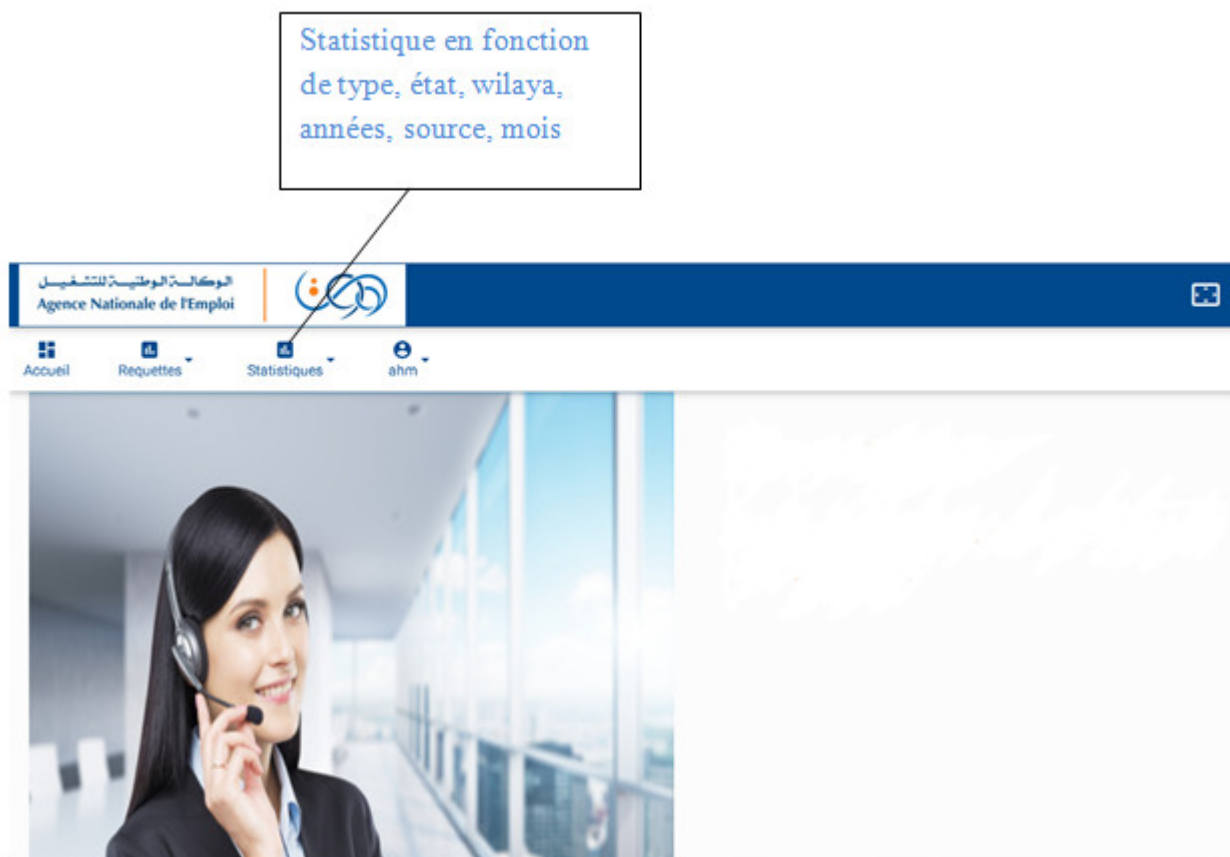 Statistique en fonction
de type, état, wilaya,
années, source, mois
الوكالة الوطنية للتشغيل
Agence Nationale de l'Emploi
Accueil
Requettes
Statistiques
ahm